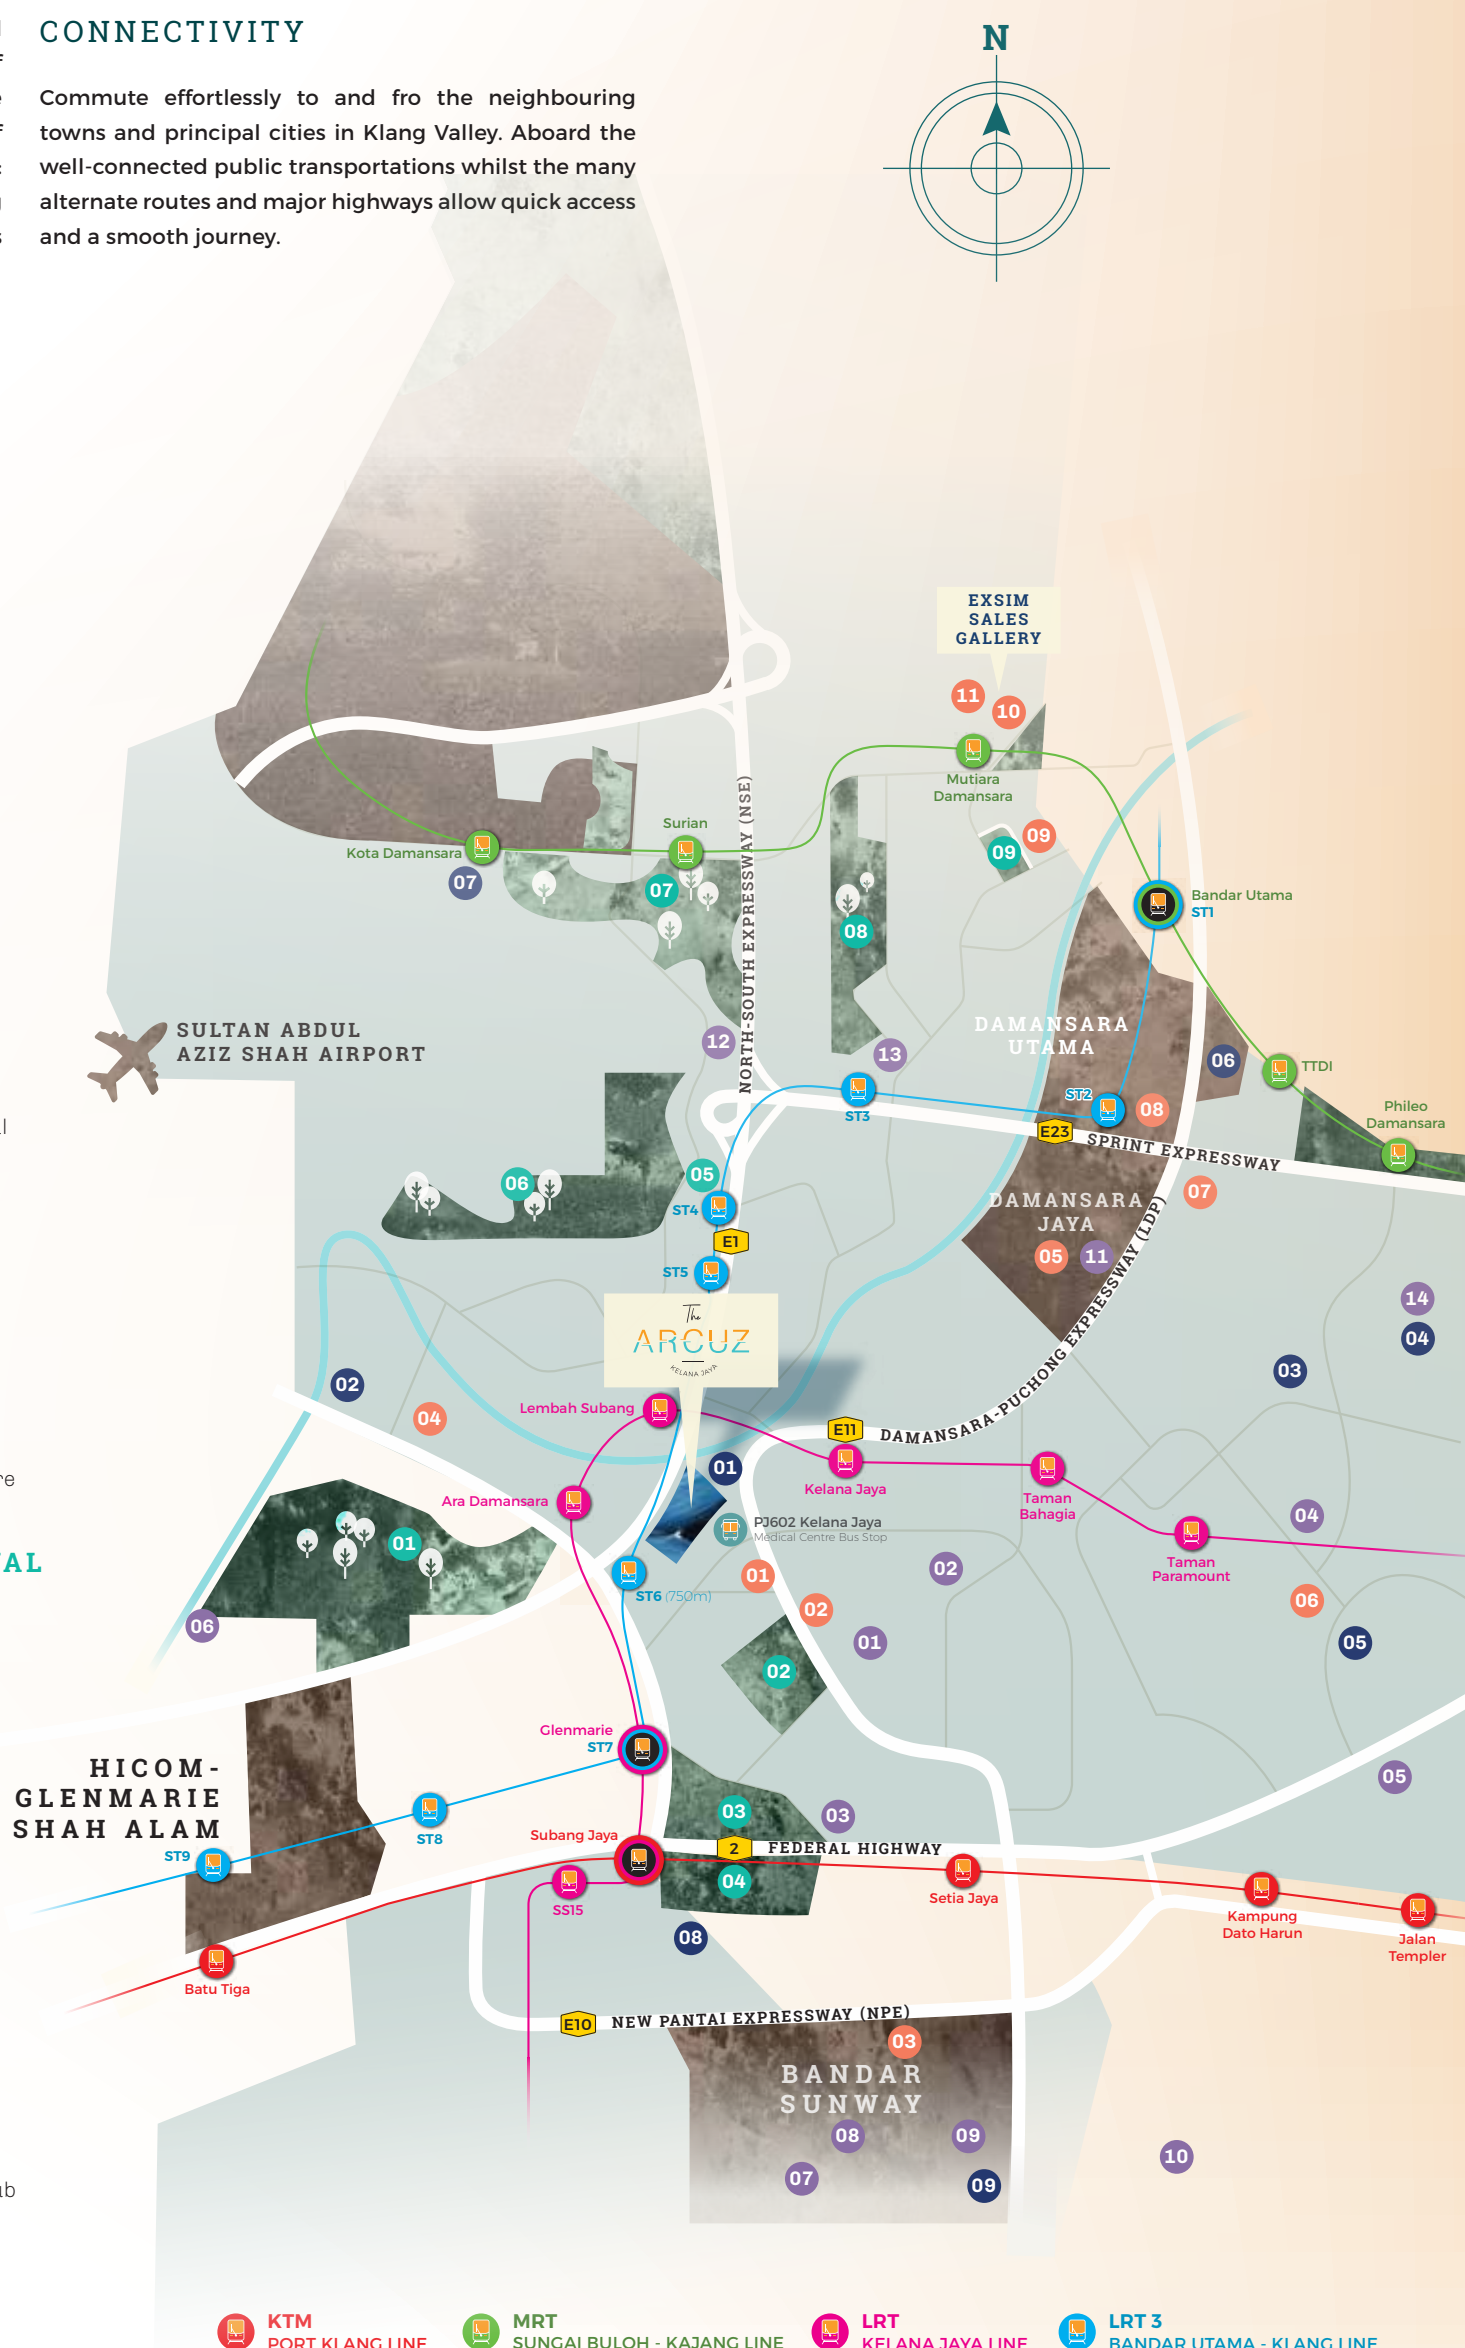 CONNECTIVITY
Commute effortlessly to and fro the neighbouring
towns and principal cities in Klang Valley. Aboard the
well-connected public transportations whilst the many
alternate routes and major highways allow quick access
and a smooth journey.
N
EXSIM
SALES
GALLERY
11
10
Mutiara
Damansara
09
09
Surian
Kota Damansara
07
07
08
Bandar Utama
ST1
NORTH-SOUTH EXPRESSWAY (NSE)
SULTAN ABDUL
AZIZ SHAH AIRPORT
12
13
DAMANSARA
UTAMA
06
TTDI
ST3
ST2
08
Phileo
Damansara
E23
SPRINT EXPRESSWAY
05
06
ST4
07
DAMANSARA
JAYA
05
11
E1
ST5
14
04
03
The
ARCUZ
KELANA JAYA
02
04
Lembah Subang
E11
DAMANSARA-PUCHONG EXPRESSWAY (LDP)
01
Kelana Jaya
Taman
Bahagia
Ara Damansara
PJ602 Kelana Jaya
Medical Centre Bus Stop
04
01
Taman
Paramount
02
01
ST6 (750m)
02
06
06
01
05
02
Glenmarie
ST7
HICOM-
GLENMARIE
SHAH ALAM
05
03
03
ST8
Subang Jaya
2
FEDERAL HIGHWAY
ST9
04
SS15
Setia Jaya
Kampung
Dato Harun
Jalan
Templer
08
Batu Tiga
E10
NEW PANTAI EXPRESSWAY (NPE)
03
BANDAR
SUNWAY
08
09
10
07
09
KTM
PORT KLANG LINE
MRT
SUNGAI BULOH - KAJANG LINE
LRT
KELANA JAYA LINE
LRT 3
BANDAR UTAMA - KLANG LINE